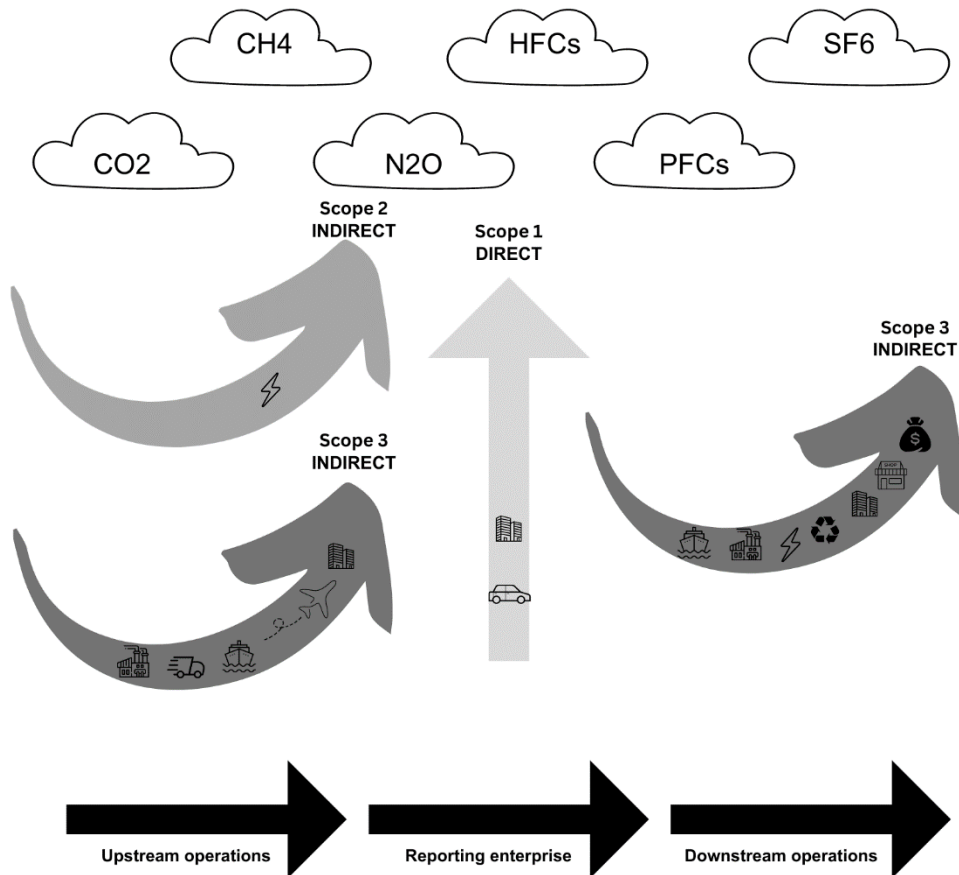 CH4
HFCs
SF6
CO2
N2O
PFCs
Scope 2
INDIRECT
Scope 1
DIRECT
Scope 3
INDIRECT
Scope 3
INDIRECT
$
SHOP
Upstream operations
Reporting enterprise
Downstream operations